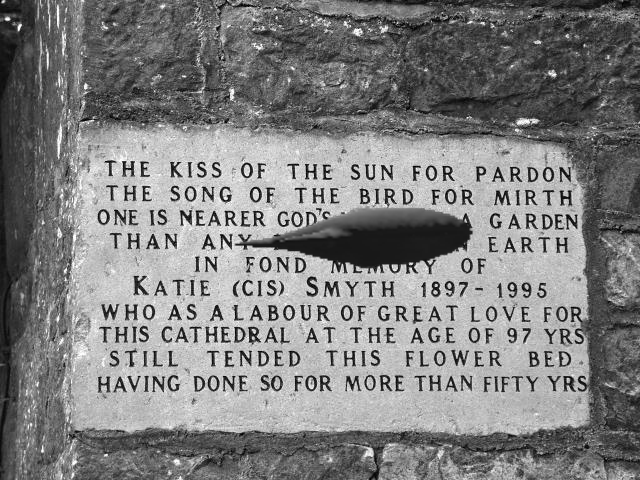 THE KISS OF THE SUN FOR PARDON
THE SONG OF THE BIRD FOR MIRTH
ONE IS NEARER GOD'S A GARDEN
THAN ANY EARTH
IN FOND MEMORY OF
KATIE (CIS) SMYTH 1897-1995
WHO AS A LABOUR OF GREAT LOVE FOR
THIS CATHEDRAL AT THE AGE OF 97 YRS
STILL TENDED THIS FLOWER BED
HAVING DONE SO FOR MORE THAN FIFTY YRS